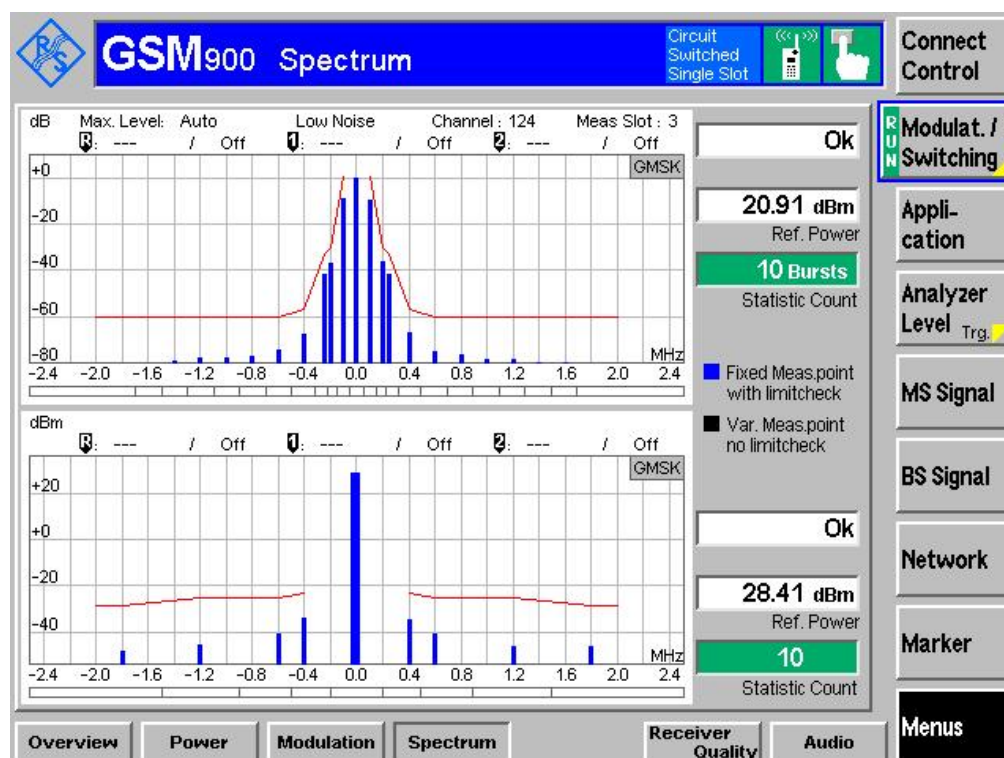 R&S
GSM900 Spectrum
Circuit Switched Single Slot
Connect Control
dB Max. Level: Auto Low Noise Channel : 124 Meas Slot : 3
R: --- / Off 1: --- / Off 2: --- / Off
GMSK
+0
-20
-40
-60
-80
MHz
-2.4 -2.0 -1.6 -1.2 -0.8 -0.4 0.0 0.4 0.8 1.2 1.6 2.0 2.4
Ok
20.91 dBm
Ref. Power
10 Bursts
Statistic Count
Fixed Meas.point
with limitcheck
Var. Meas.point
no limitcheck
dBm
R: --- / Off 1: --- / Off 2: --- / Off
GMSK
+20
+0
-20
-40
MHz
-2.4 -2.0 -1.6 -1.2 -0.8 -0.4 0.0 0.4 0.8 1.2 1.6 2.0 2.4
Ok
28.41 dBm
Ref. Power
10
Statistic Count
RUN
Modulat. /
Switching
Appli-
cation
Analyzer
Level Trg.
MS Signal
BS Signal
Network
Marker
Menus
Overview Power Modulation Spectrum Receiver Quality Audio